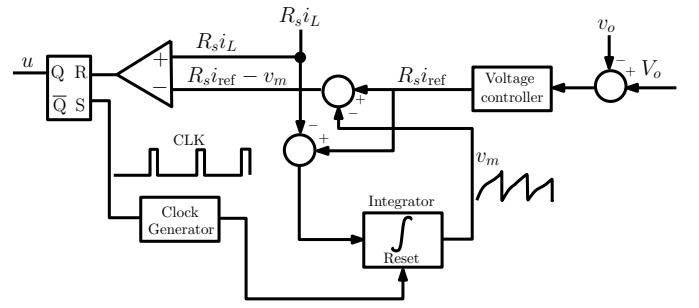 R_s i_L
v_o
u
Q R
Q̅ S
+
−
R_s i_L
R_s i_ref − v_m
+
−
R_s i_ref
Voltage
controller
−
+
V_o
CLK
−
+
v_m
Clock
Generator
Integrator
∫
Reset